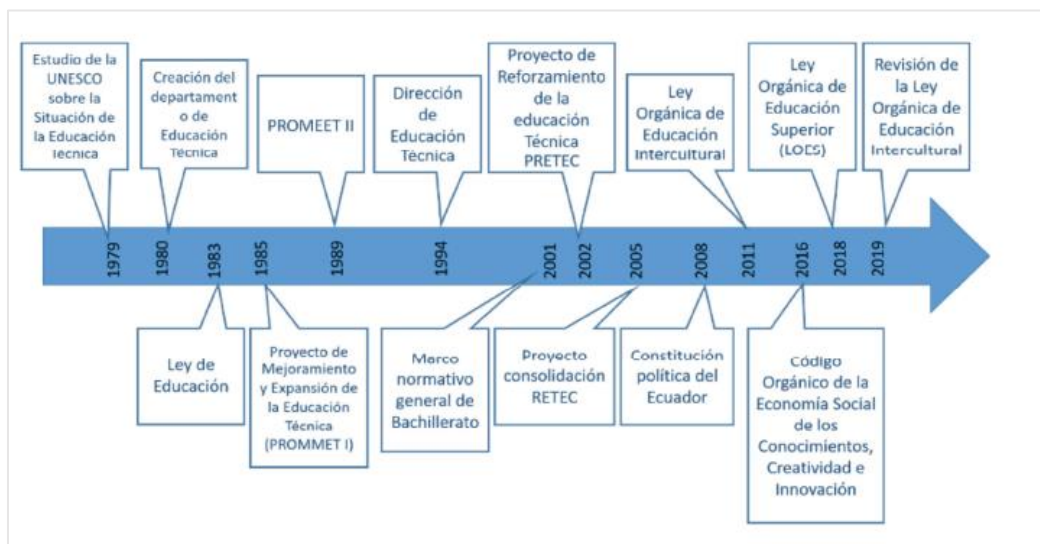 Estudio de la
UNESCO
sobre la
Situación de
la Educación
Técnica
Creación del
departament
o de
Educación
Técnica
PROMEET II
Dirección
de
Educación
Técnica
Proyecto de
Reforzamiento
de la
educación
Técnica
PRETEC
Ley
Orgánica de
Educación
Intercultural
Ley
Orgánica de
Educación
Superior
(LOES)
Revisión de
la Ley
Orgánica de
Educación
Intercultural
1979
1980
1983
1985
1989
1994
2001
2002
2005
2008
2011
2016
2018
2019
Ley de
Educación
Proyecto de
Mejoramiento
y Expansión de
la Educación
Técnica
(PROMMET I)
Marco
normativo
general de
Bachillerato
Proyecto
consolidación
RETEC
Constitución
política del
Ecuador
Código
Orgánico de la
Economía Social
de los
Conocimientos,
Creatividad e
Innovación